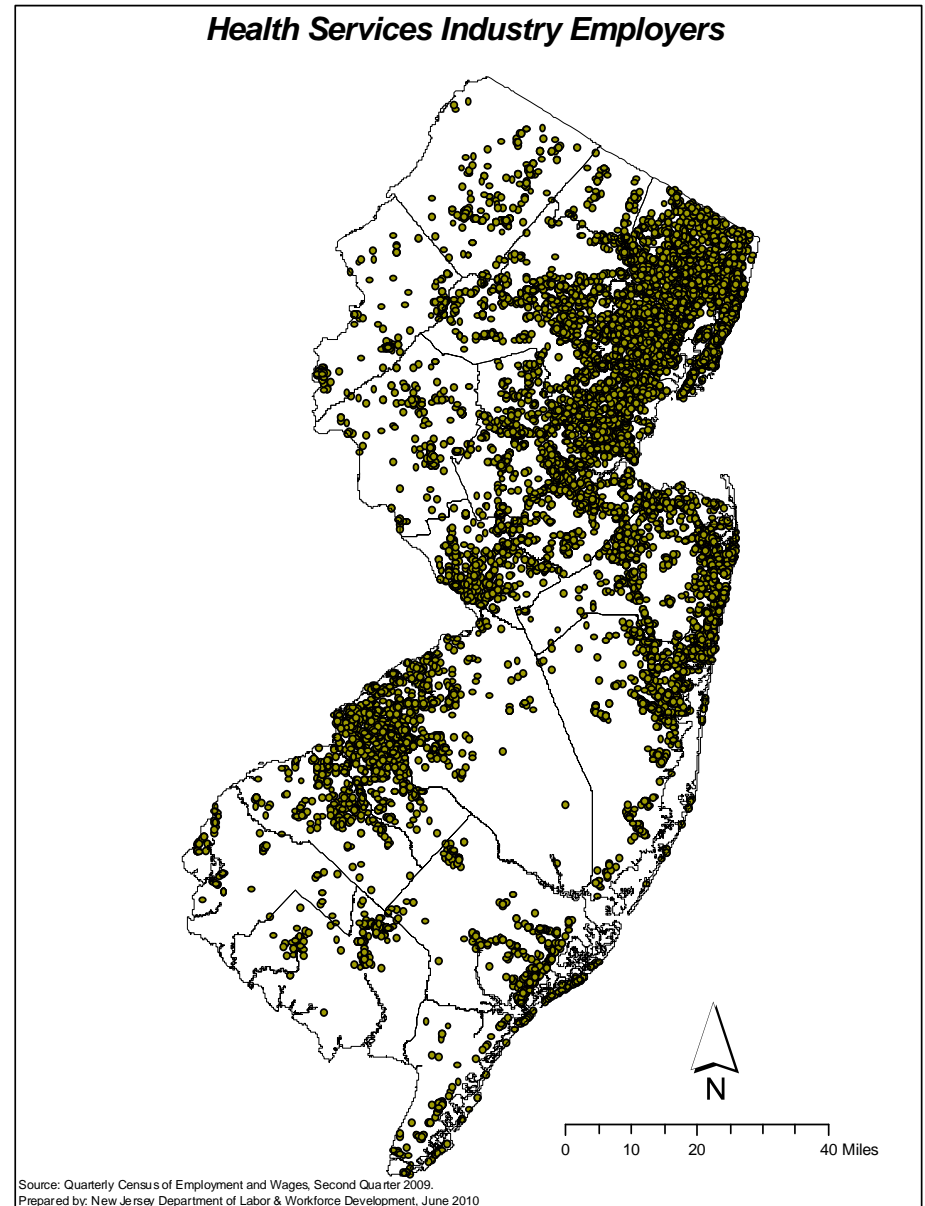 Health Services Industry Employers
N
0 10 20 40 Miles
Source: Quarterly Census of Employment and Wages, Second Quarter 2009.
Prepared by: New Jersey Department of Labor & Workforce Development, June 2010